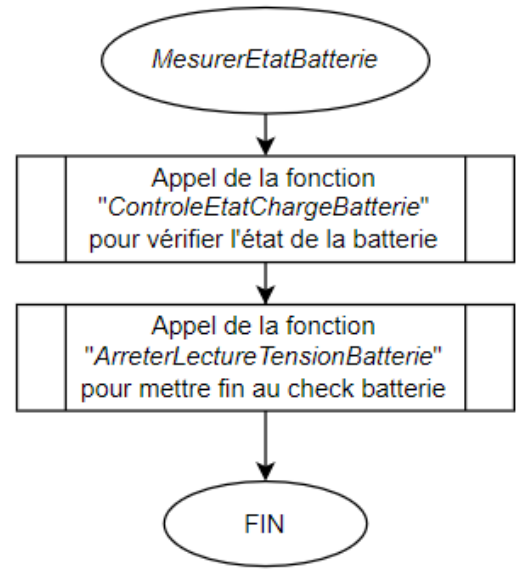 MesurerEtatBatterie
Appel de la fonction
"ControleEtatChargeBatterie"
pour vérifier l'état de la batterie
Appel de la fonction
"ArreterLectureTensionBatterie"
pour mettre fin au check batterie
FIN